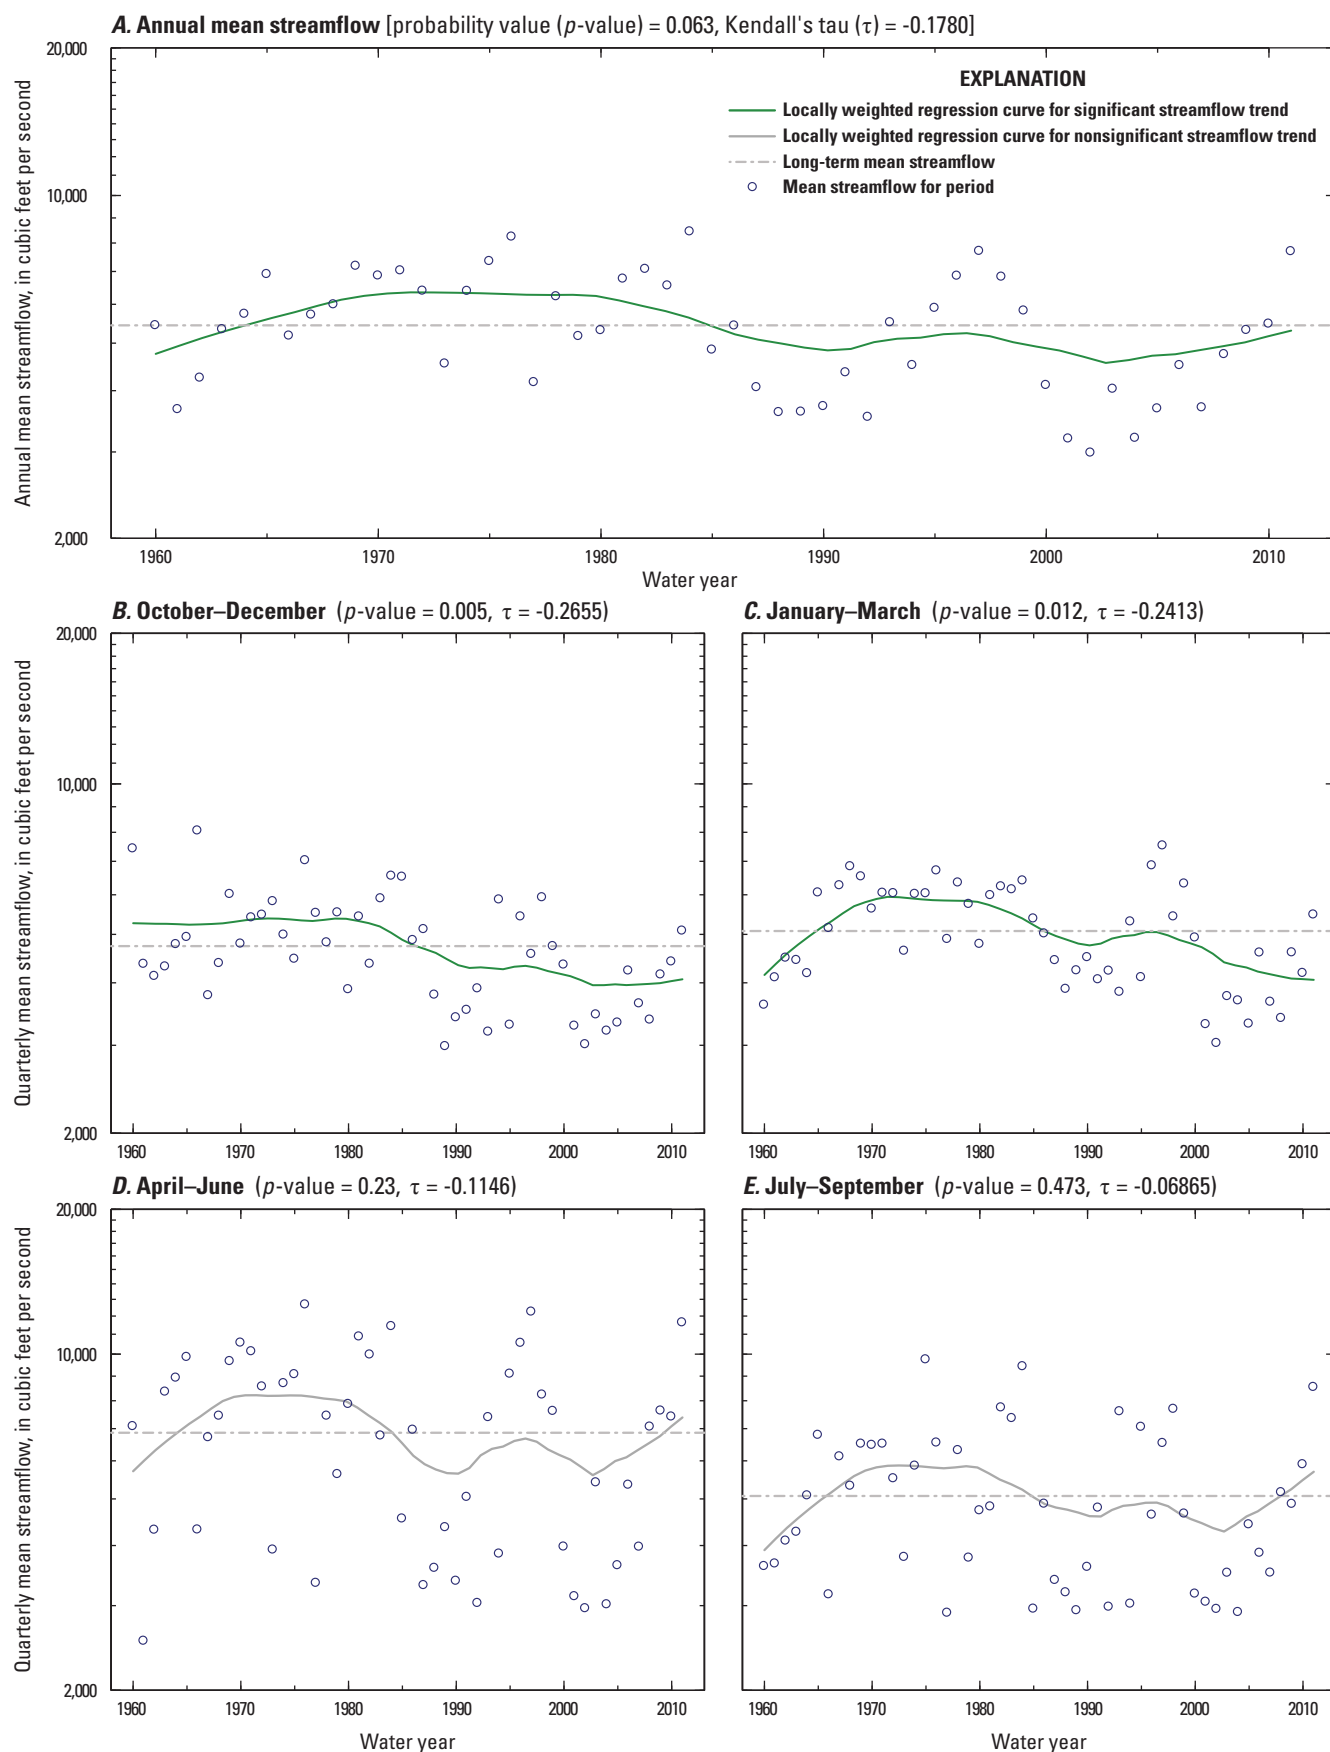 A. Annual mean streamflow [probability value (p-value) = 0.063, Kendall's tau (τ) = -0.1780]
20,000
10,000
2,000
Annual mean streamflow, in cubic feet per second
EXPLANATION
Locally weighted regression curve for significant streamflow trend
Locally weighted regression curve for nonsignificant streamflow trend
Long-term mean streamflow
Mean streamflow for period
1960 1970 1980 1990 2000 2010
Water year
B. October–December (p-value = 0.005, τ = -0.2655)
20,000
10,000
2,000
Quarterly mean streamflow, in cubic feet per second
1960 1970 1980 1990 2000 2010
C. January–March (p-value = 0.012, τ = -0.2413)
1960 1970 1980 1990 2000 2010
D. April–June (p-value = 0.23, τ = -0.1146)
20,000
10,000
2,000
Quarterly mean streamflow, in cubic feet per second
1960 1970 1980 1990 2000 2010
Water year
E. July–September (p-value = 0.473, τ = -0.06865)
1960 1970 1980 1990 2000 2010
Water year